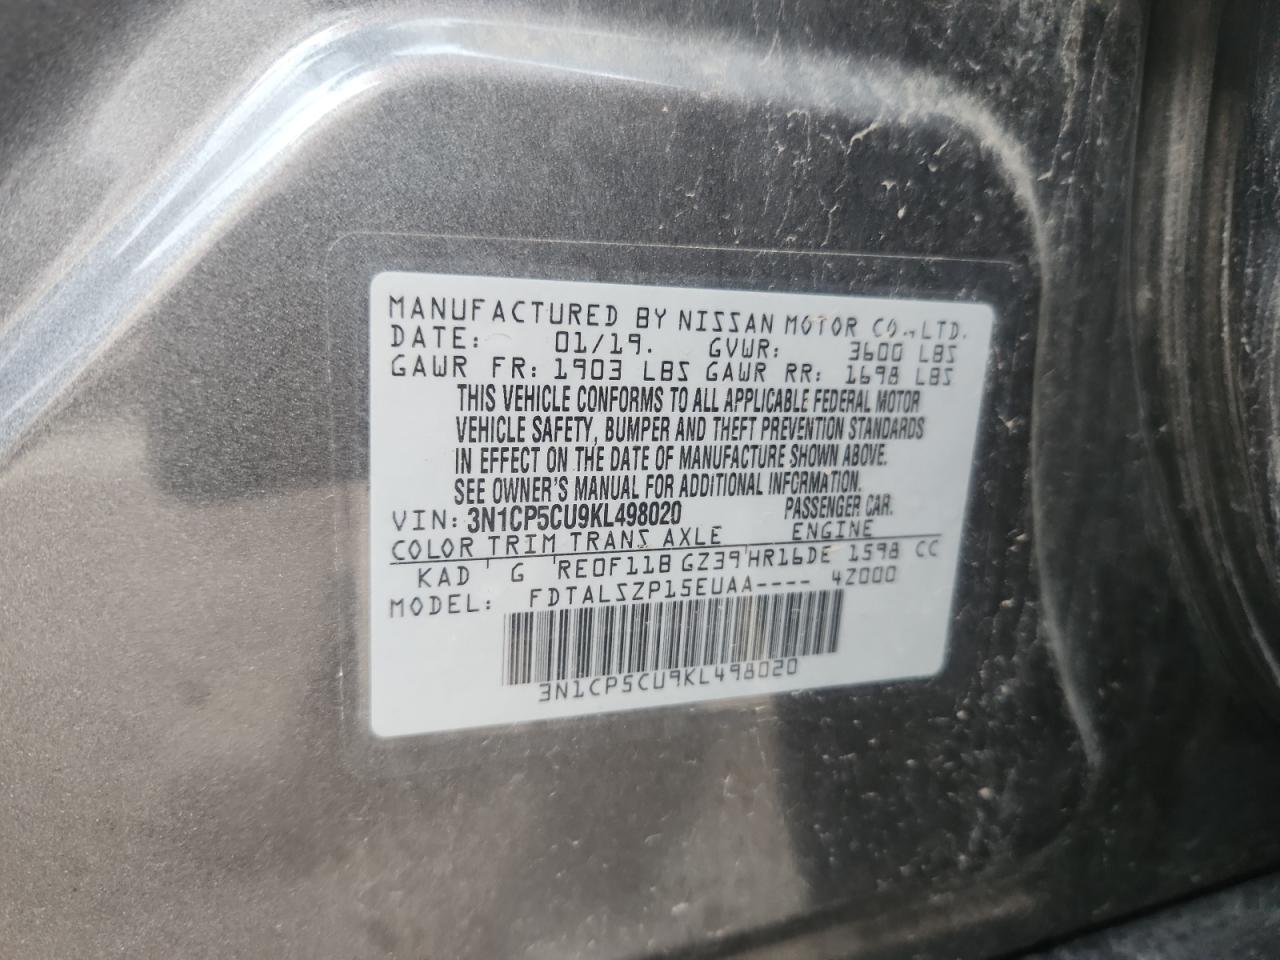 MANUFACTURED BY NISSAN MOTOR CO.,LTD.
DATE: 01/19. GVWR: 3600 LBS
GAWR FR: 1903 LBS GAWR RR: 1698 LBS
THIS VEHICLE CONFORMS TO ALL APPLICABLE FEDERAL MOTOR
VEHICLE SAFETY, BUMPER AND THEFT PREVENTION STANDARDS
IN EFFECT ON THE DATE OF MANUFACTURE SHOWN ABOVE.
SEE OWNER'S MANUAL FOR ADDITIONAL INFORMATION.
VIN: 3N1CP5CU9KL498020 PASSENGER CAR.
COLOR TRIM TRANS AXLE ENGINE
KAD G RE0F11B GZ39 HR16DE 1598 CC
MODEL: FDTALSZP15EUAA---- 4Z000
3N1CP5CU9KL498020